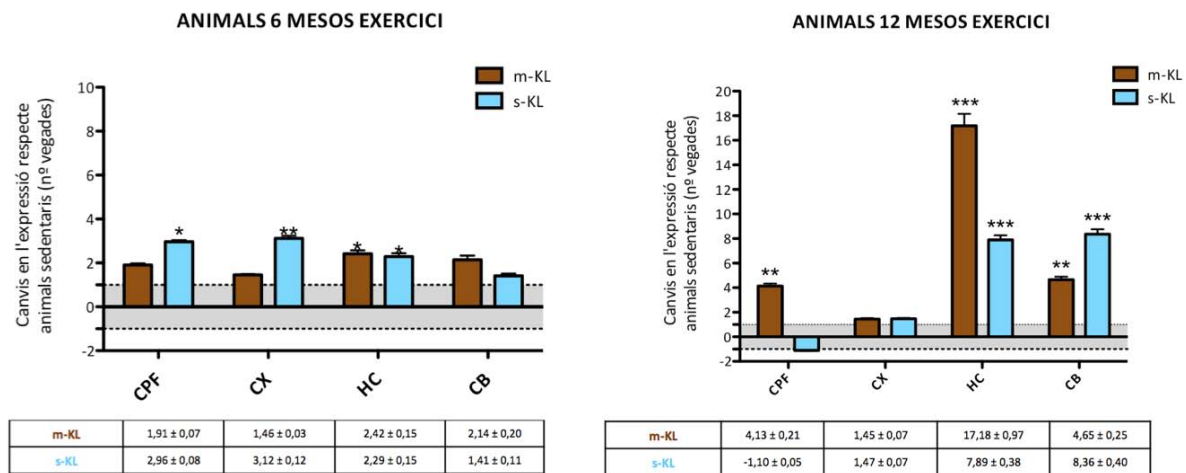 ANIMALS 6 MESOS EXERCICI
m-KL
s-KL
Canvis en l'expressió respecte
animals sedentaris (nº vegades)
10
8
6
4
2
0
-2
*
**
*
*
CPF
CX
HC
CB
m-KL 1,91 ± 0,07 1,46 ± 0,03 2,42 ± 0,15 2,14 ± 0,20
s-KL 2,96 ± 0,08 3,12 ± 0,12 2,29 ± 0,15 1,41 ± 0,11
ANIMALS 12 MESOS EXERCICI
m-KL
s-KL
Canvis en l'expressió respecte
animals sedentaris (nº vegades)
20
18
16
14
12
10
8
6
4
2
0
-2
**
***
***
**
***
CPF
CX
HC
CB
m-KL 4,13 ± 0,21 1,45 ± 0,07 17,18 ± 0,97 4,65 ± 0,25
s-KL -1,10 ± 0,05 1,47 ± 0,07 7,89 ± 0,38 8,36 ± 0,40